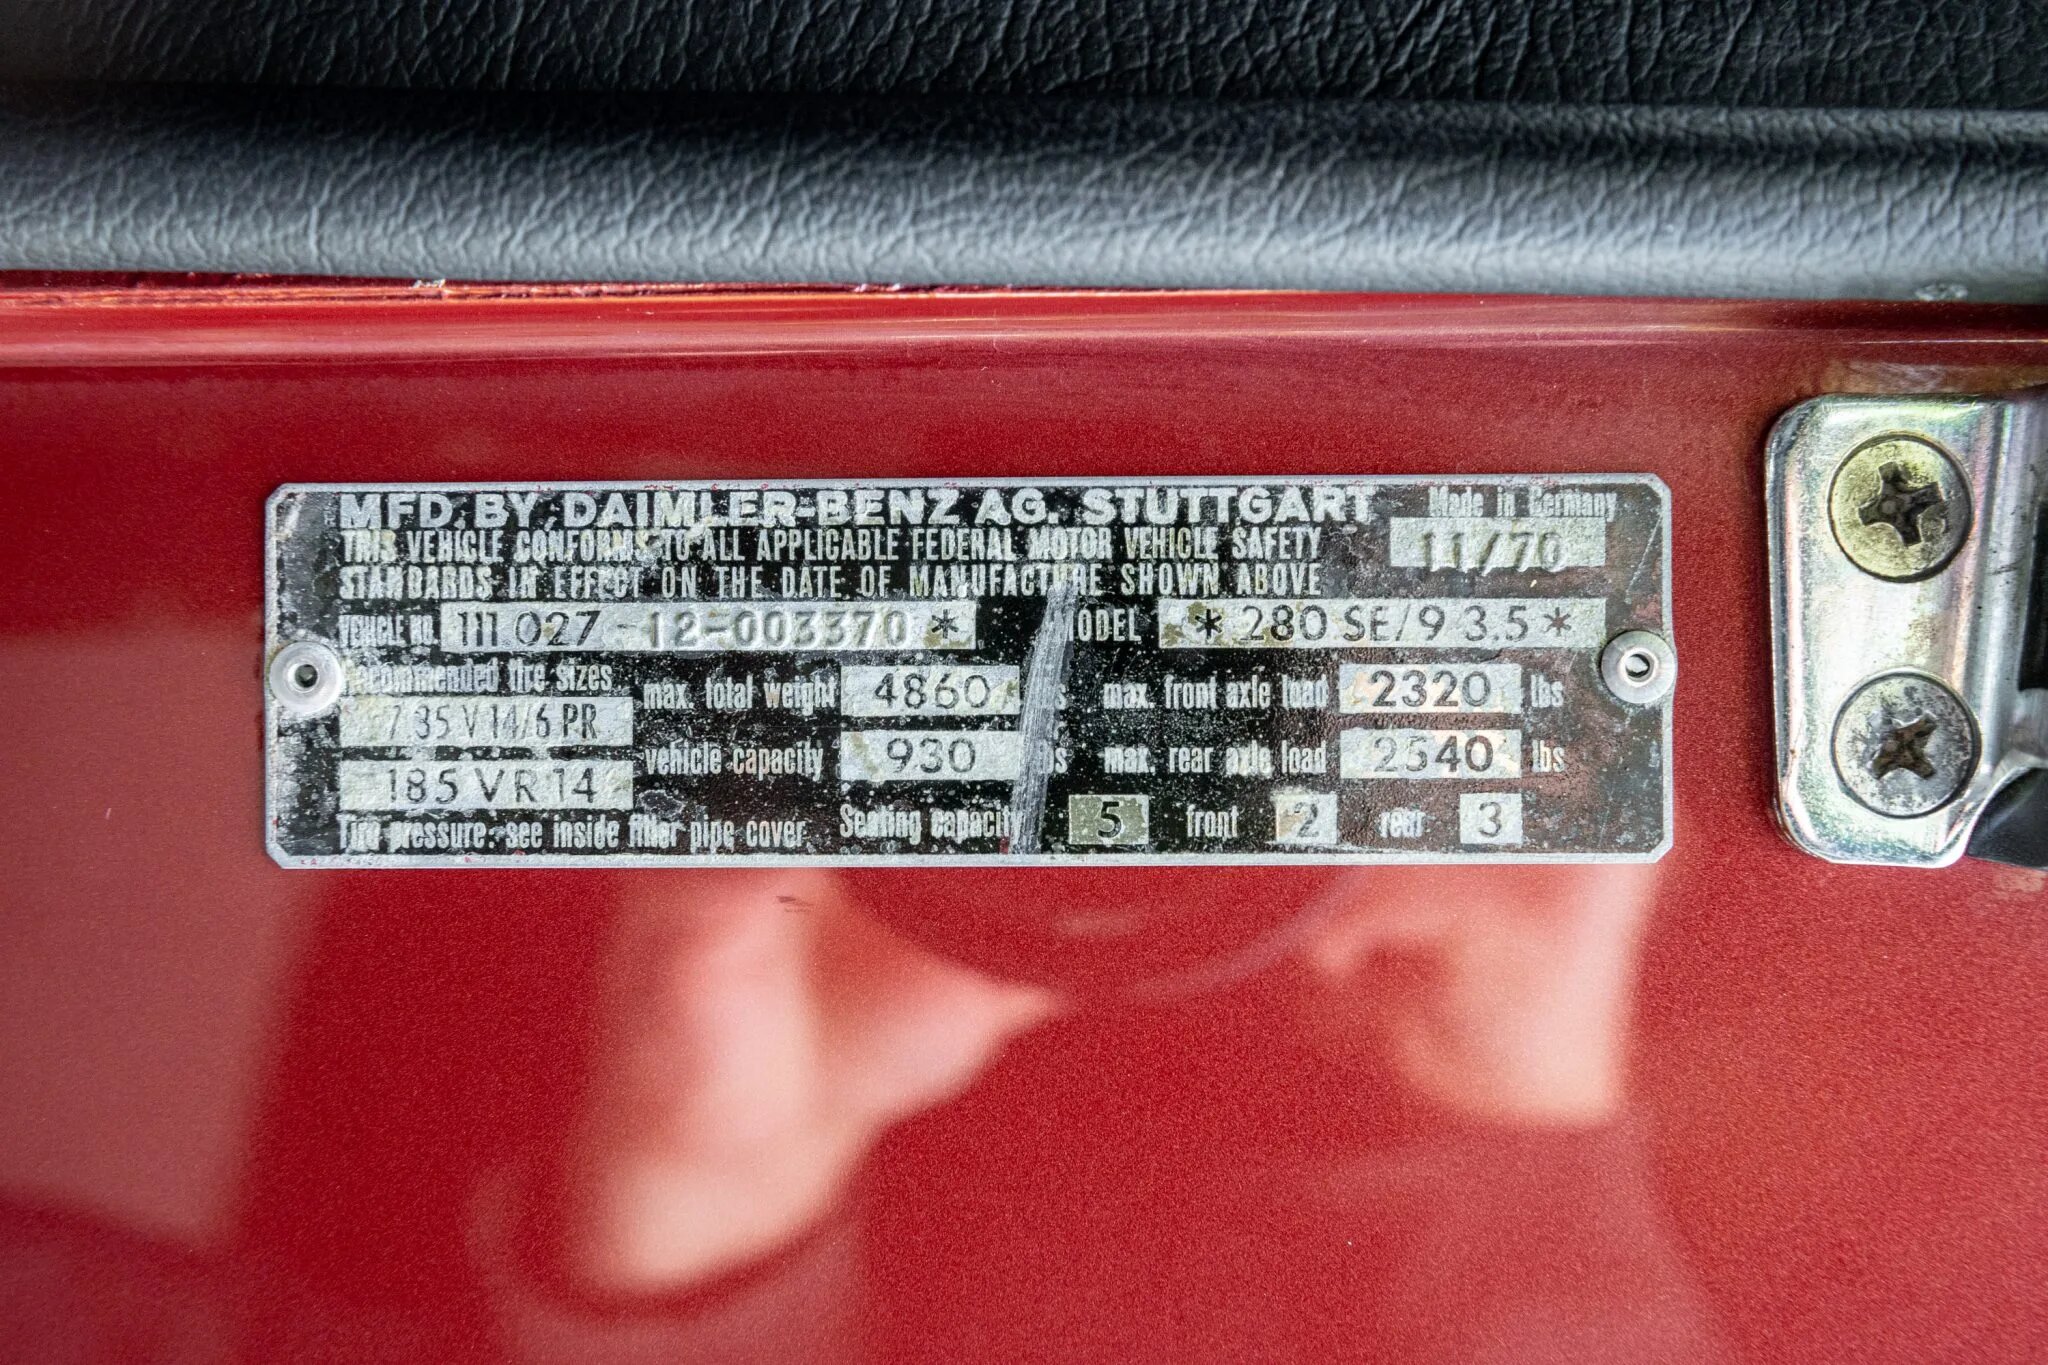 MFD. BY DAIMLER-BENZ AG. STUTTGART Made in Germany
THIS VEHICLE CONFORMS TO ALL APPLICABLE FEDERAL MOTOR VEHICLE SAFETY 11/70
STANDARDS IN EFFECT ON THE DATE OF MANUFACTURE SHOWN ABOVE
VEHICLE NO. 111 027-12-003370 * MODEL * 280 SE/9 3.5 *
Recommended tire sizes max. total weight 4860 lbs max. front axle load 2320 lbs
7.35 V 14/6 PR vehicle capacity 930 lbs max. rear axle load 2540 lbs
185 VR 14
Tire pressure: see inside filler pipe cover Seating capacity 5 front 2 rear 3